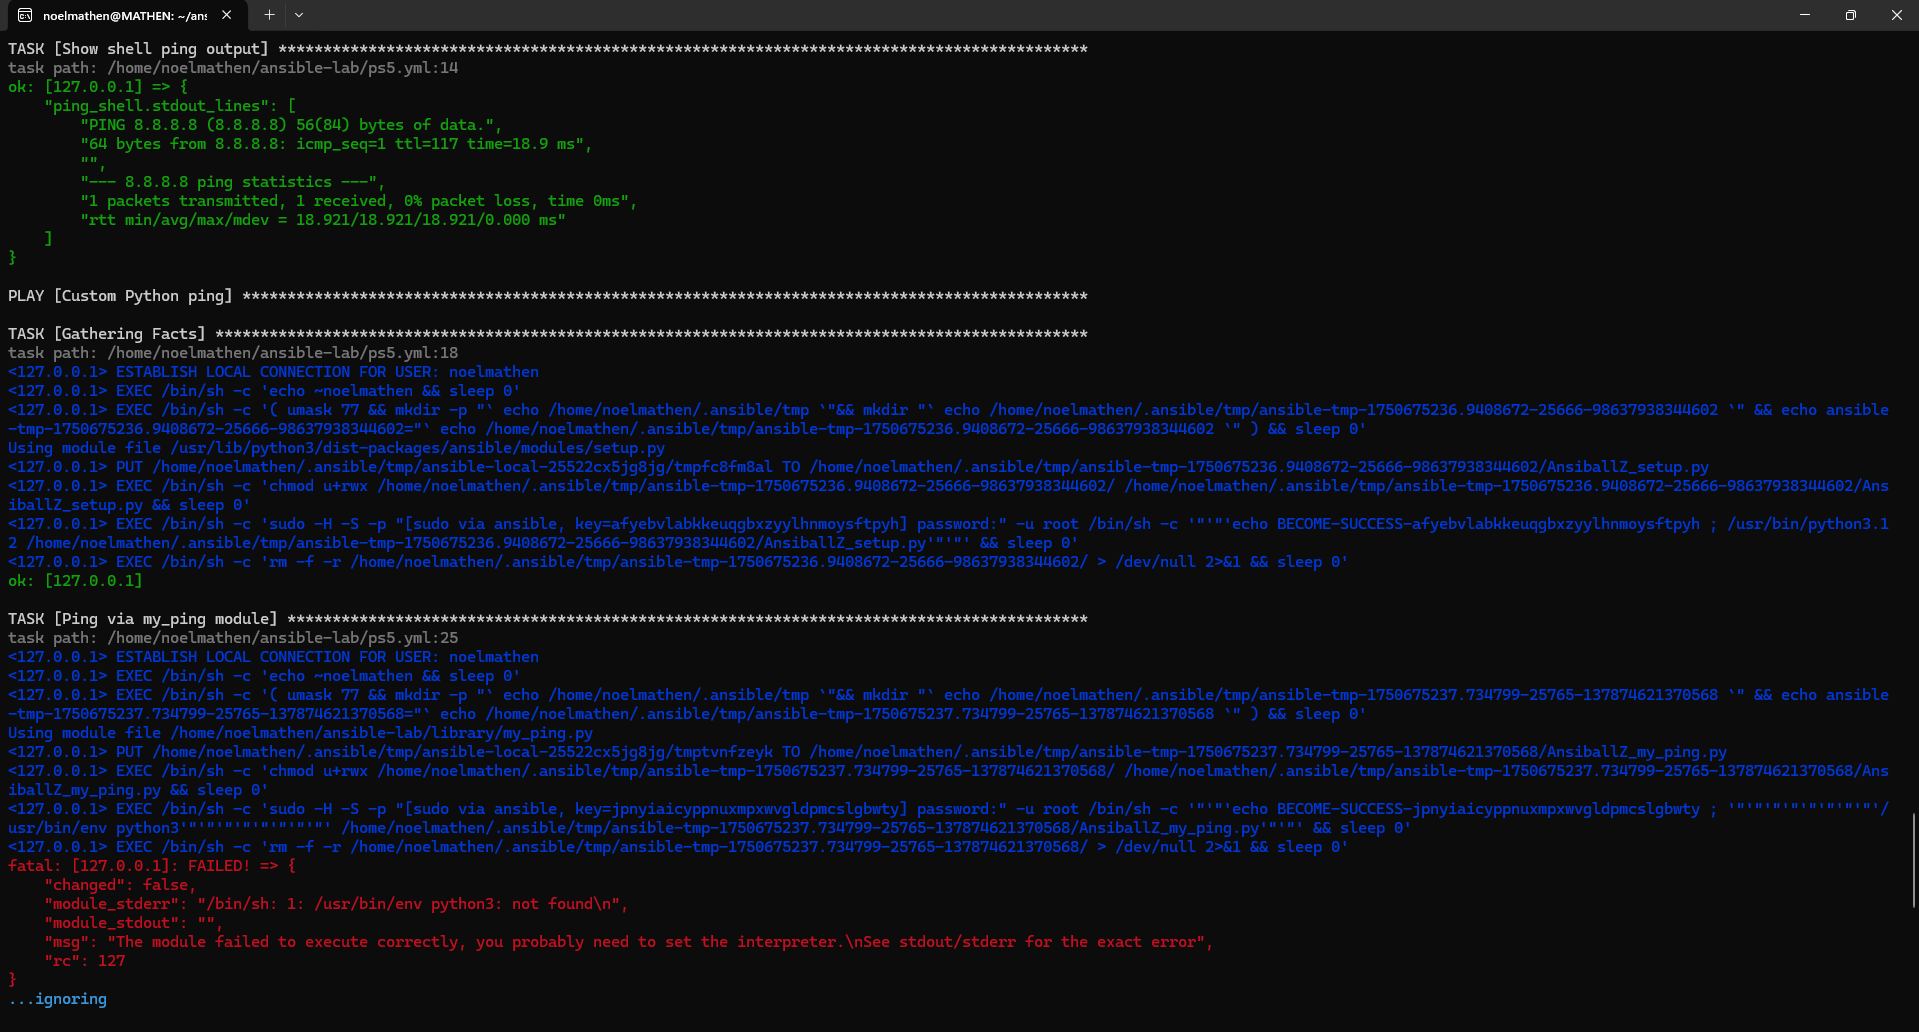 noelmathen@MATHEN: ~/ans
TASK [Show shell ping output] ******************************************************************************************
task path: /home/noelmathen/ansible-lab/ps5.yml:14
ok: [127.0.0.1] => {
    "ping_shell.stdout_lines": [
        "PING 8.8.8.8 (8.8.8.8) 56(84) bytes of data.",
        "64 bytes from 8.8.8.8: icmp_seq=1 ttl=117 time=18.9 ms",
        "",
        "--- 8.8.8.8 ping statistics ---",
        "1 packets transmitted, 1 received, 0% packet loss, time 0ms",
        "rtt min/avg/max/mdev = 18.921/18.921/18.921/0.000 ms"
    ]
}
PLAY [Custom Python ping] **********************************************************************************************
TASK [Gathering Facts] *************************************************************************************************
task path: /home/noelmathen/ansible-lab/ps5.yml:18
<127.0.0.1> ESTABLISH LOCAL CONNECTION FOR USER: noelmathen
<127.0.0.1> EXEC /bin/sh -c 'echo ~noelmathen && sleep 0'
<127.0.0.1> EXEC /bin/sh -c '( umask 77 && mkdir -p "` echo /home/noelmathen/.ansible/tmp `"&& mkdir "` echo /home/noelmathen/.ansible/tmp/ansible-tmp-1750675236.9408672-25666-98637938344602 `" && echo ansible
-tmp-1750675236.9408672-25666-98637938344602="` echo /home/noelmathen/.ansible/tmp/ansible-tmp-1750675236.9408672-25666-98637938344602 `" ) && sleep 0'
Using module file /usr/lib/python3/dist-packages/ansible/modules/setup.py
<127.0.0.1> PUT /home/noelmathen/.ansible/tmp/ansible-local-25522cx5jg8jg/tmpfc8fm8al TO /home/noelmathen/.ansible/tmp/ansible-tmp-1750675236.9408672-25666-98637938344602/AnsiballZ_setup.py
<127.0.0.1> EXEC /bin/sh -c 'chmod u+rwx /home/noelmathen/.ansible/tmp/ansible-tmp-1750675236.9408672-25666-98637938344602/ /home/noelmathen/.ansible/tmp/ansible-tmp-1750675236.9408672-25666-98637938344602/Ans
iballZ_setup.py && sleep 0'
<127.0.0.1> EXEC /bin/sh -c 'sudo -H -S -p "[sudo via ansible, key=afyebvlabkkeuqgbxzyylhnmoysftpyh] password:" -u root /bin/sh -c '"'"'echo BECOME-SUCCESS-afyebvlabkkeuqgbxzyylhnmoysftpyh ; /usr/bin/python3.1
2 /home/noelmathen/.ansible/tmp/ansible-tmp-1750675236.9408672-25666-98637938344602/AnsiballZ_setup.py'"'"' && sleep 0'
<127.0.0.1> EXEC /bin/sh -c 'rm -f -r /home/noelmathen/.ansible/tmp/ansible-tmp-1750675236.9408672-25666-98637938344602/ > /dev/null 2>&1 && sleep 0'
ok: [127.0.0.1]
TASK [Ping via my_ping module] *****************************************************************************************
task path: /home/noelmathen/ansible-lab/ps5.yml:25
<127.0.0.1> ESTABLISH LOCAL CONNECTION FOR USER: noelmathen
<127.0.0.1> EXEC /bin/sh -c 'echo ~noelmathen && sleep 0'
<127.0.0.1> EXEC /bin/sh -c '( umask 77 && mkdir -p "` echo /home/noelmathen/.ansible/tmp `"&& mkdir "` echo /home/noelmathen/.ansible/tmp/ansible-tmp-1750675237.734799-25765-137874621370568 `" && echo ansible
-tmp-1750675237.734799-25765-137874621370568="` echo /home/noelmathen/.ansible/tmp/ansible-tmp-1750675237.734799-25765-137874621370568 `" ) && sleep 0'
Using module file /home/noelmathen/ansible-lab/library/my_ping.py
<127.0.0.1> PUT /home/noelmathen/.ansible/tmp/ansible-local-25522cx5jg8jg/tmptvnfzeyk TO /home/noelmathen/.ansible/tmp/ansible-tmp-1750675237.734799-25765-137874621370568/AnsiballZ_my_ping.py
<127.0.0.1> EXEC /bin/sh -c 'chmod u+rwx /home/noelmathen/.ansible/tmp/ansible-tmp-1750675237.734799-25765-137874621370568/ /home/noelmathen/.ansible/tmp/ansible-tmp-1750675237.734799-25765-137874621370568/Ans
iballZ_my_ping.py && sleep 0'
<127.0.0.1> EXEC /bin/sh -c 'sudo -H -S -p "[sudo via ansible, key=jpnyiaicyppnuxmpxwvgldpmcslgbwty] password:" -u root /bin/sh -c '"'"'echo BECOME-SUCCESS-jpnyiaicyppnuxmpxwvgldpmcslgbwty ; '"'"'"'"'"'"'"'"'/
usr/bin/env python3'"'"'"'"'"'"'"'"' /home/noelmathen/.ansible/tmp/ansible-tmp-1750675237.734799-25765-137874621370568/AnsiballZ_my_ping.py'"'"' && sleep 0'
<127.0.0.1> EXEC /bin/sh -c 'rm -f -r /home/noelmathen/.ansible/tmp/ansible-tmp-1750675237.734799-25765-137874621370568/ > /dev/null 2>&1 && sleep 0'
fatal: [127.0.0.1]: FAILED! => {
    "changed": false,
    "module_stderr": "/bin/sh: 1: /usr/bin/env python3: not found\n",
    "module_stdout": "",
    "msg": "The module failed to execute correctly, you probably need to set the interpreter.\nSee stdout/stderr for the exact error",
    "rc": 127
}
...ignoring